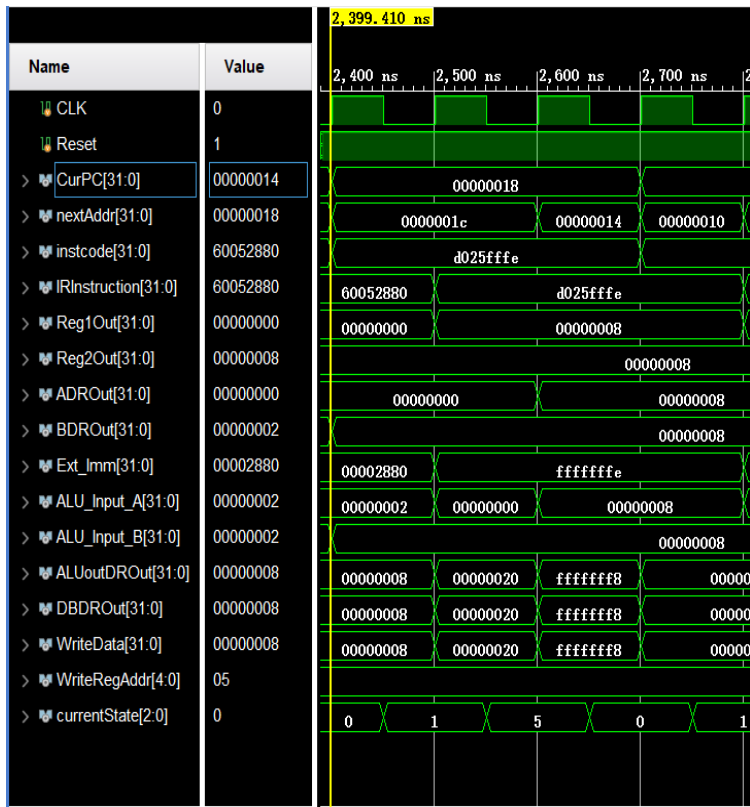 2,399.410 ns
Name Value
2,400 ns 2,500 ns 2,600 ns 2,700 ns 2
CLK 0
Reset 1
CurPC[31:0] 00000014 00000018
nextAddr[31:0] 00000018 0000001c 00000014 00000010
instcode[31:0] 60052880 d025fffe
IRInstruction[31:0] 60052880 60052880 d025fffe
Reg1Out[31:0] 00000000 00000000 00000008
Reg2Out[31:0] 00000008 00000008
ADROut[31:0] 00000000 00000000 00000008
BDROut[31:0] 00000002 00000008
Ext_Imm[31:0] 00002880 00002880 fffffffe
ALU_Input_A[31:0] 00000002 00000002 00000000 00000008
ALU_Input_B[31:0] 00000002 00000008
ALUoutDROut[31:0] 00000008 00000008 00000020 fffffff8 00000
DBDROut[31:0] 00000008 00000008 00000020 fffffff8 00000
WriteData[31:0] 00000008 00000008 00000020 fffffff8 00000
WriteRegAddr[4:0] 05
currentState[2:0] 0 0 1 5 0 1